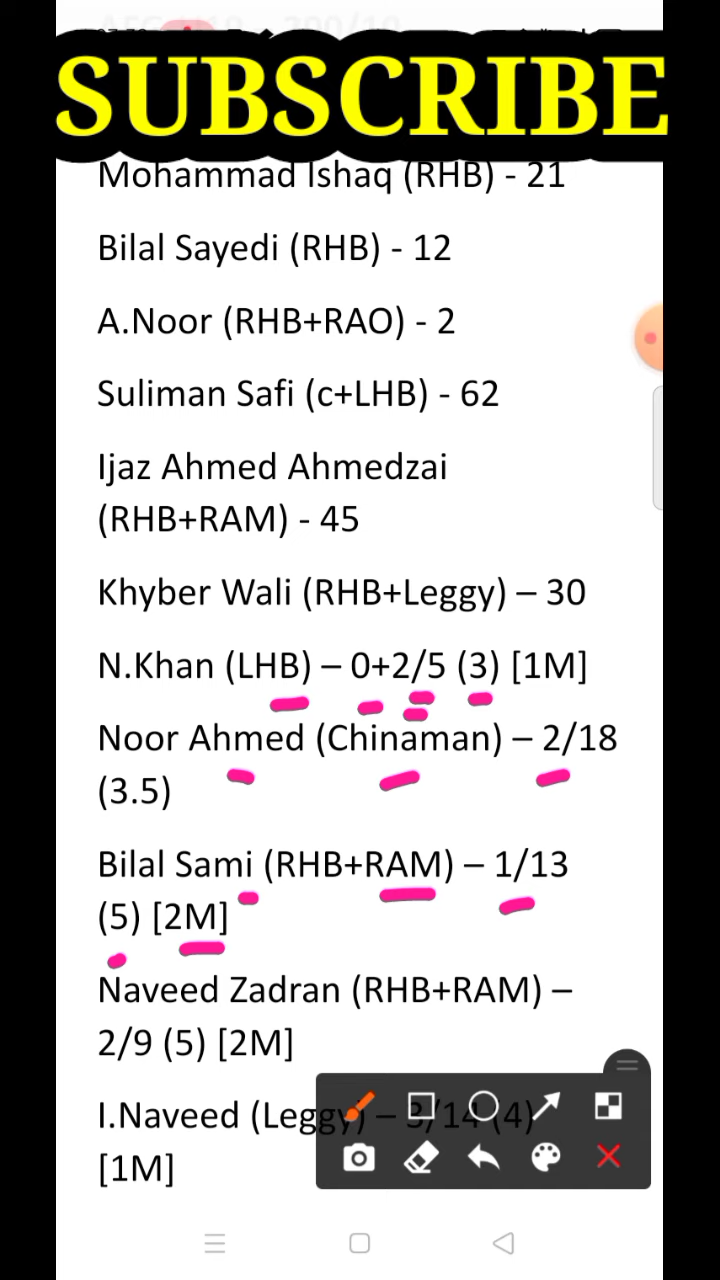 SUBSCRIBE
Mohammad Ishaq (RHB) - 21
Bilal Sayedi (RHB) - 12
A.Noor (RHB+RAO) - 2
Suliman Safi (c+LHB) - 62
Ijaz Ahmed Ahmedzai
(RHB+RAM) - 45
Khyber Wali (RHB+Leggy) – 30
N.Khan (LHB) – 0+2/5 (3) [1M]
Noor Ahmed (Chinaman) – 2/18
(3.5)
Bilal Sami (RHB+RAM) – 1/13
(5) [2M]
Naveed Zadran (RHB+RAM) –
2/9 (5) [2M]
I.Naveed (Leggy) – 3/14 (4)
[1M]